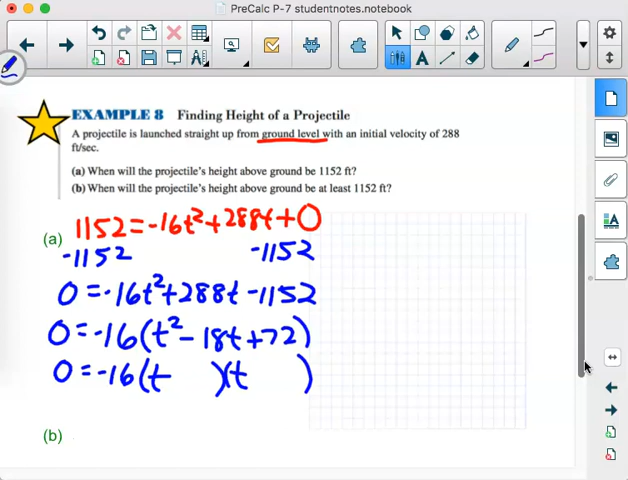 PreCalc P-7 studentnotes.notebook
EXAMPLE 8 Finding Height of a Projectile
A projectile is launched straight up from ground level with an initial velocity of 288
ft/sec.
(a) When will the projectile's height above ground be 1152 ft?
(b) When will the projectile's height above ground be at least 1152 ft?
(a) 1152 = -16t² + 288t + 0
-1152 -1152
0 = -16t² + 288t - 1152
0 = -16(t² - 18t + 72)
0 = -16(t )(t )
(b)